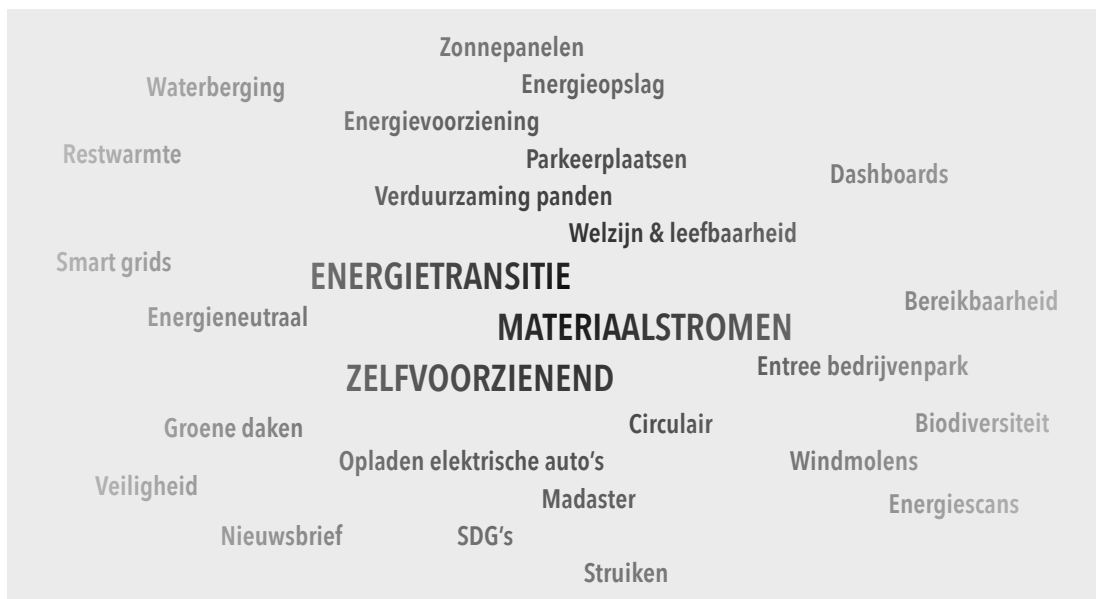 Zonnepanelen
Waterberging
Energieopslag
Energievoorziening
Restwarmte
Parkeerplaatsen
Dashboards
Verduurzaming panden
Welzijn & leefbaarheid
Smart grids
ENERGIETRANSITIE
Bereikbaarheid
Energieneutraal
MATERIAALSTROMEN
Entree bedrijvenpark
ZELFVOORZIENEND
Groene daken
Circulair
Biodiversiteit
Opladen elektrische auto’s
Windmolens
Veiligheid
Madaster
Energiescans
Nieuwsbrief
SDG’s
Struiken